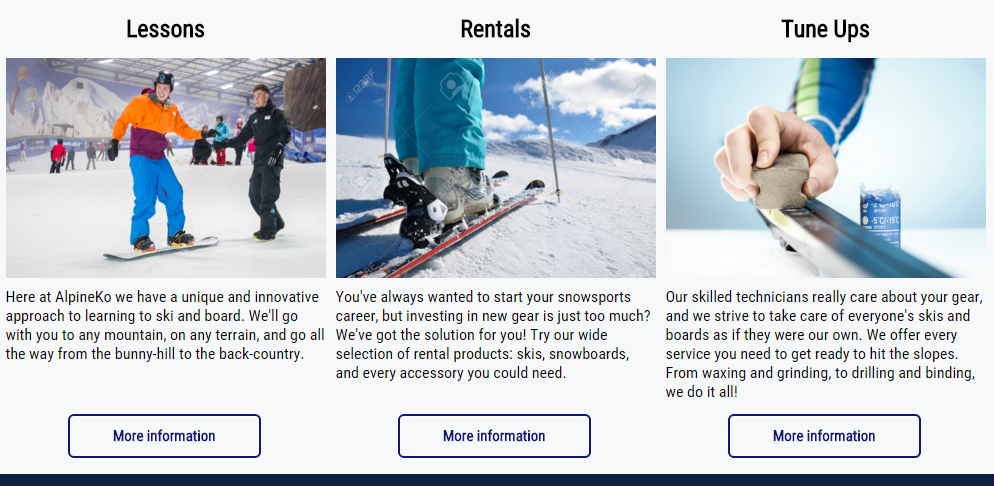 Lessons
Rentals
Tune Ups
123RF
-5°C/-15°C
Here at AlpineKo we have a unique and innovative
approach to learning to ski and board. We'll go
with you to any mountain, on any terrain, and go all
the way from the bunny-hill to the back-country.
You've always wanted to start your snowsports
career, but investing in new gear is just too much?
We've got the solution for you! Try our wide
selection of rental products: skis, snowboards,
and every accessory you could need.
Our skilled technicians really care about your gear,
and we strive to take care of everyone's skis and
boards as if they were our own. We offer every
service you need to get ready to hit the slopes.
From waxing and grinding, to drilling and binding,
we do it all!
More information
More information
More information